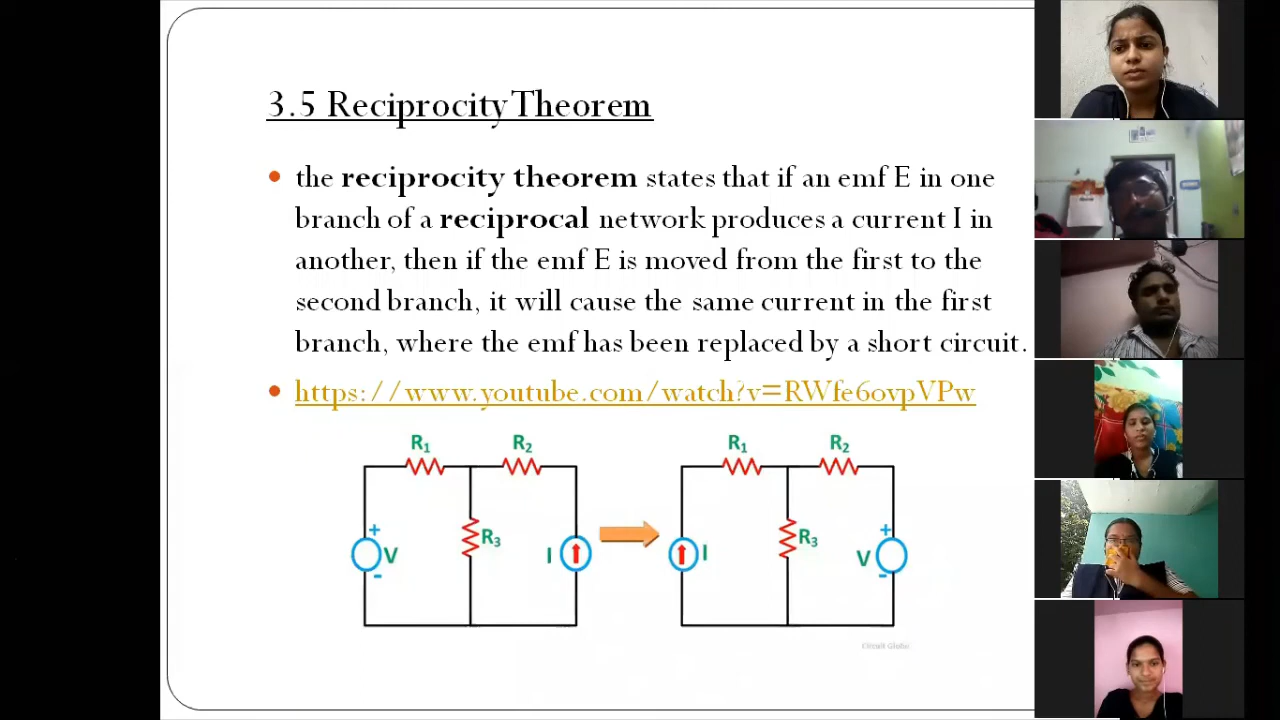 3.5 Reciprocity Theorem
• the reciprocity theorem states that if an emf E in one
branch of a reciprocal network produces a current I in
another, then if the emf E is moved from the first to the
second branch, it will cause the same current in the first
branch, where the emf has been replaced by a short circuit.
• https://www.youtube.com/watch?v=RWfe6ovpVPw
R1 R2 R1 R2
+ R3 R3 +
V I I V
- -
Circuit Globe